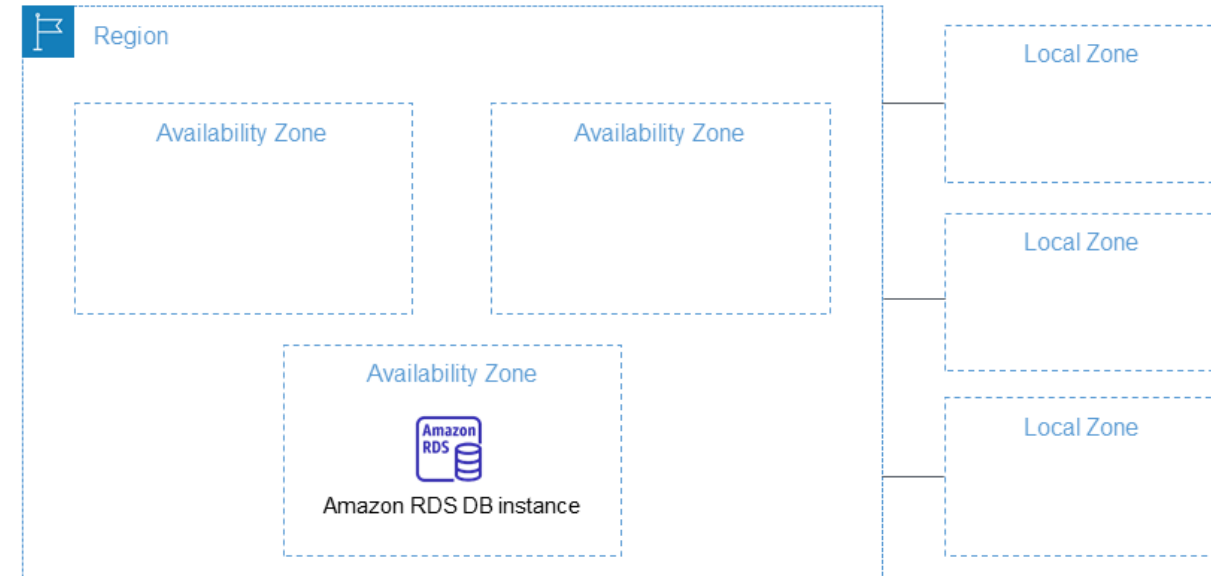 Region
Local Zone
Availability Zone
Availability Zone
Local Zone
Availability Zone
Amazon
RDS
Local Zone
Amazon RDS DB instance